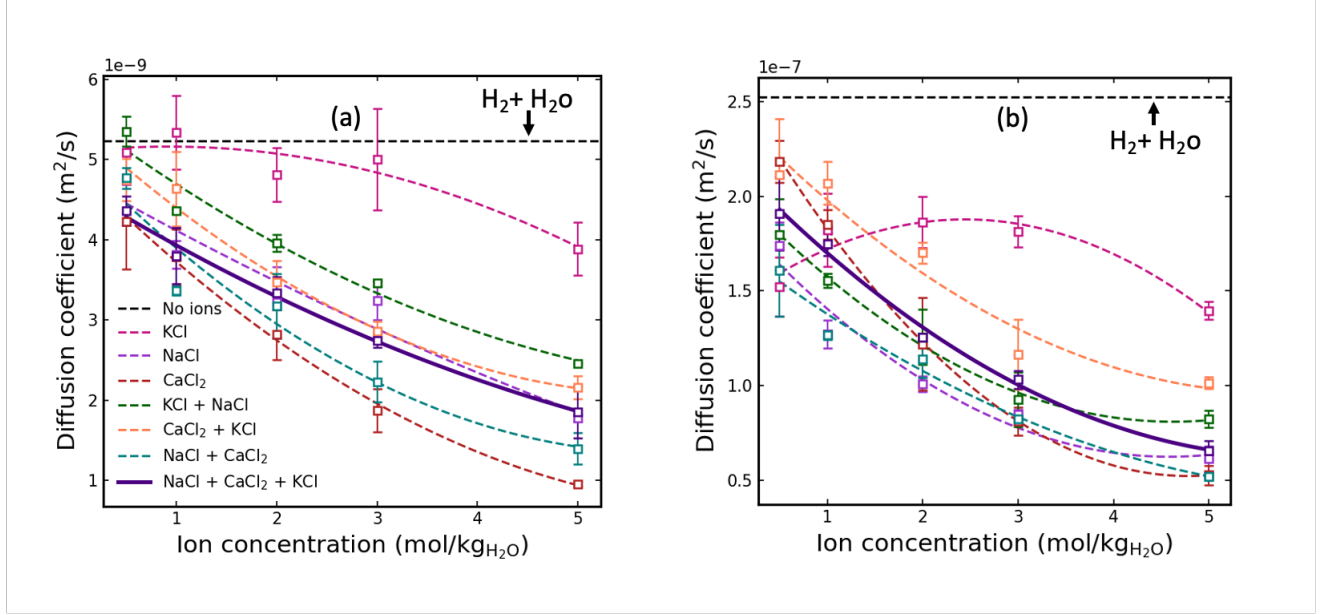 1e−9
(a)
H₂+ H₂o
6
5
4
3
2
1
Diffusion coefficient (m²/s)
No ions
KCl
NaCl
CaCl₂
KCl + NaCl
CaCl₂ + KCl
NaCl + CaCl₂
NaCl + CaCl₂ + KCl
1 2 3 4 5
Ion concentration (mol/kg_H₂O)
1e−7
(b)
H₂+ H₂o
2.5
2.0
1.5
1.0
0.5
Diffusion coefficient (m²/s)
1 2 3 4 5
Ion concentration (mol/kg_H₂O)